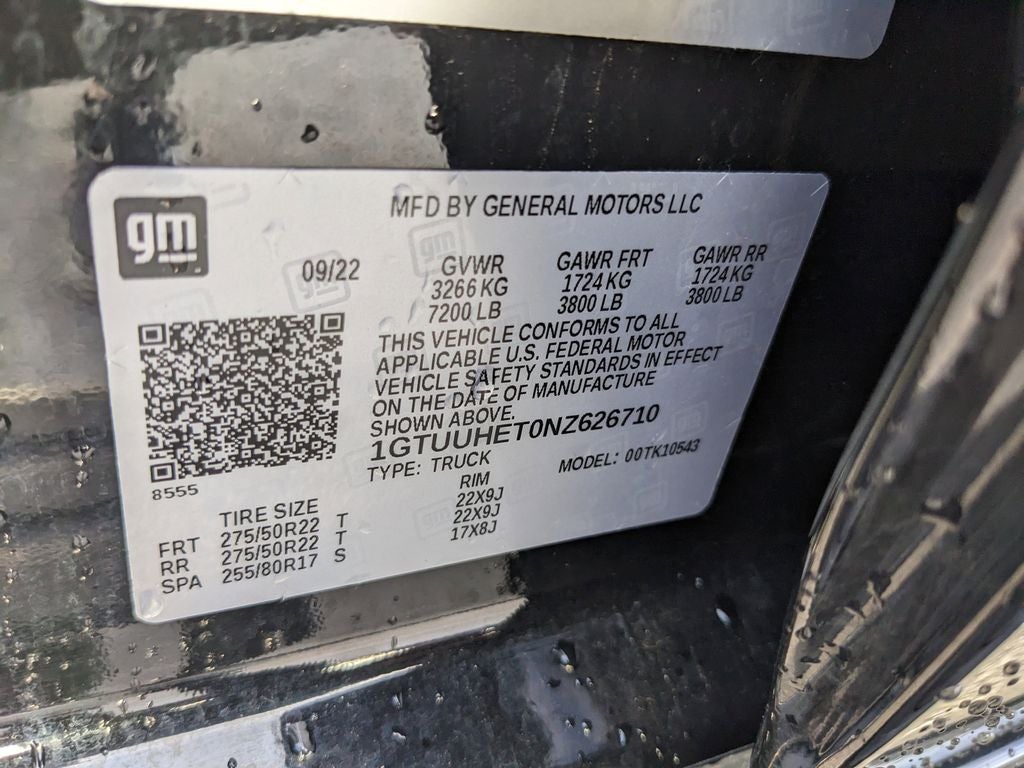 gm
MFD BY GENERAL MOTORS LLC
09/22
GVWR GAWR FRT GAWR RR
3266 KG 1724 KG 1724 KG
7200 LB 3800 LB 3800 LB
THIS VEHICLE CONFORMS TO ALL
APPLICABLE U.S. FEDERAL MOTOR
VEHICLE SAFETY STANDARDS IN EFFECT
ON THE DATE OF MANUFACTURE
SHOWN ABOVE.
1GTUUHET0NZ626710
TYPE: TRUCK MODEL: 00TK10543
8555
TIRE SIZE RIM
FRT 275/50R22 T 22X9J
RR 275/50R22 T 22X9J
SPA 255/80R17 S 17X8J